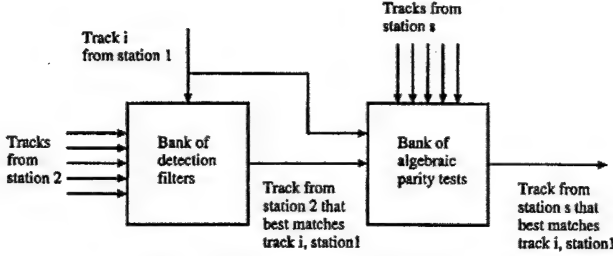 Tracks from
station s
Track i
from station 1
Tracks
from
station 2
Bank of
detection
filters
Bank of
algebraic
parity tests
Track from
station 2 that
best matches
track i, station1
Track from
station s that
best matches
track i, station1